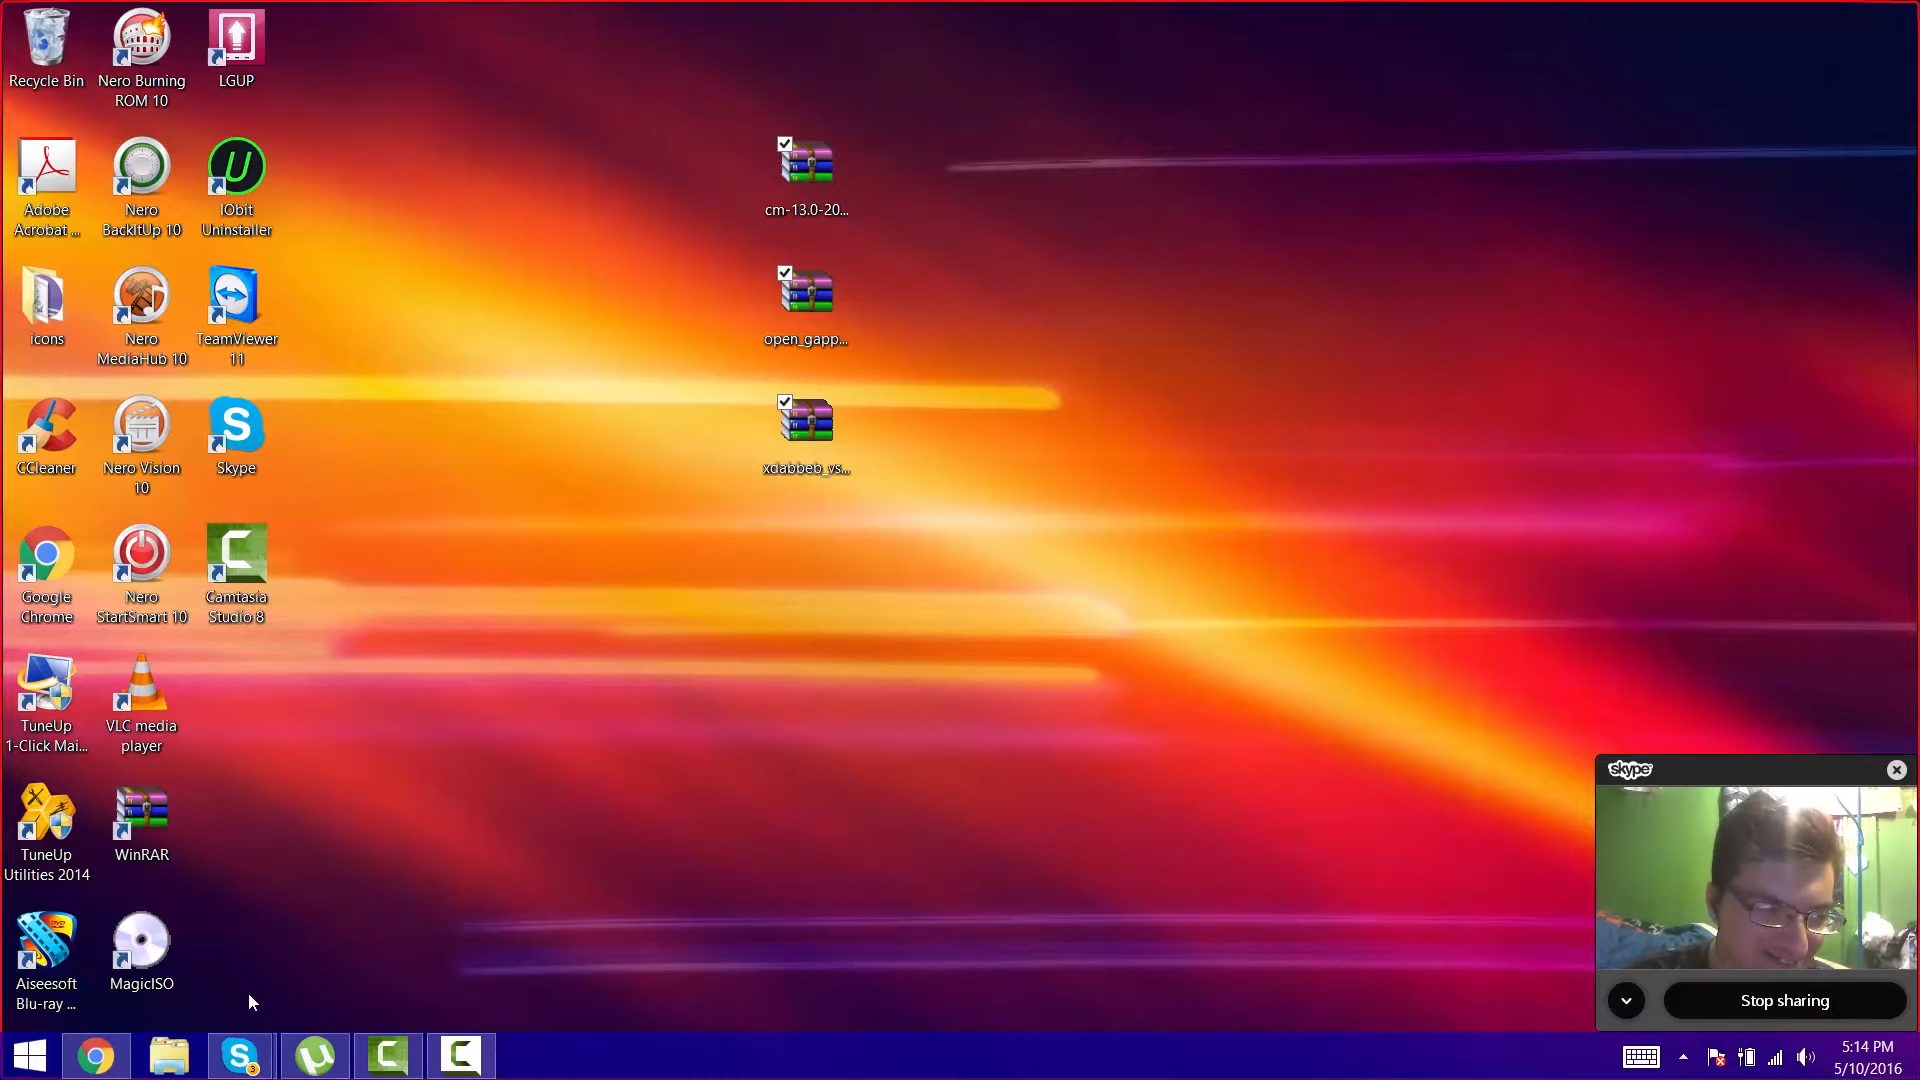 Recycle Bin
Nero Burning
ROM 10
LGUP
Adobe
Acrobat ...
Nero
BackItUp 10
IObit
Uninstaller
icons
Nero
MediaHub 10
TeamViewer
11
CCleaner
Nero Vision
10
Skype
Google
Chrome
Nero
StartSmart 10
Camtasia
Studio 8
TuneUp
1-Click Mai...
VLC media
player
TuneUp
Utilities 2014
WinRAR
Aiseesoft
Blu-ray ...
MagicISO
cm-13.0-20...
open_gapp...
xdabbeb_vs...
skype
Stop sharing
3
5:14 PM
5/10/2016